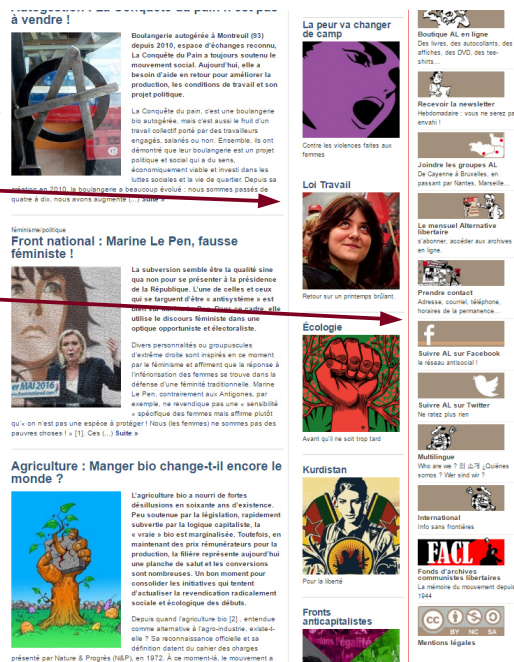 à vendre !
Boulangerie autogérée à Montreuil (93)
depuis 2010, espace d'échanges reconnu,
La Conquête du Pain a toujours soutenu le
mouvement social. Aujourd'hui, elle a
besoin d'aide en retour pour améliorer la
production, les conditions de travail et son
projet politique.
La Conquête du pain, c'est une boulangerie
bio autogérée, mais c'est aussi le fruit d'un
travail collectif porté par des travailleurs
engagés, salariés ou non. Ensemble, ils ont
démontré que leur boulangerie est un projet
politique et social qui a du sens,
économiquement viable et investi dans les
luttes sociales et la vie de quartier. Depuis sa
création en 2010, la boulangerie a beaucoup évolué : nous sommes passés de
quatre à dix, nous avons augmenté (...) Suite »
féminisme/politique
Front national : Marine Le Pen, fausse
féministe !
La subversion semble être la qualité sine
qua non pour se présenter à la présidence
de la République. L'une de celles et ceux
qui se targuent d'être « antisystème » est
cadre, elle
utilise le discours féministe dans une
optique opportuniste et électoraliste.
Divers personnalités ou groupuscules
d'extrême droite sont inspirés en ce moment
par le féminisme et affirment que la réponse à
l'infériorisation des femmes se trouve dans la
défense d'une féminité traditionnelle. Marine
Le Pen, contrairement aux Antigones, par
exemple, ne revendique pas une « sensibilité
» spécifique des femmes mais affirme plutôt
qu'« on n'est pas une espèce à protéger ! Nous (les femmes) ne sommes pas des
pauvres choses ! » [1]. Ces (...) Suite »
er MAI 2016
Agriculture : Manger bio change-t-il encore le
monde ?
L'agriculture bio a nourri de fortes
désillusions en soixante ans d'existence.
Peu soutenue par la législation, rapidement
subvertie par la logique capitaliste, la
« vraie » bio est marginalisée. Toutefois, en
maintenant des prix rémunérateurs pour la
production, la filière représente aujourd'hui
une planche de salut et les conversions
sont nombreuses. Un bon moment pour
consolider les initiatives qui tentent
d'actualiser la revendication radicalement
sociale et écologique des débuts.
Depuis quand l'agriculture bio [2] , entendue
comme alternative à l'agro-industrie, existe-t-
elle ? Sa reconnaissance officielle et sa
définition datent du cahier des charges
présenté par Nature & Progrès (N&P), en 1972. À ce moment-là, le mouvement a
La peur va changer
de camp
Contre les violences faites aux
femmes
Loi Travail
Retour sur un printemps brûlant.
Écologie
Avant qu'il ne soit trop tard
Kurdistan
Pour la liberté
Fronts
anticapitalistes
Boutique AL en ligne
Des livres, des autocollants, des
affiches, des DVD, des tee-
shirts...
Recevoir la newsletter
Hebdomadaire : vous ne serez pa
envahi !
Joindre les groupes AL
De Cayenne à Bruxelles, en
passant par Nantes, Marseille...
Le mensuel Alternative
libertaire
s'abonner, accéder aux archives
en ligne.
Prendre contact
Adresse, courriel, téléphone,
horaires de la permanence...
Suivre AL sur Facebook
le réseau antisocial !
Suivre AL sur Twitter
Ne ratez plus rien
Multilingue
Who are we ? 의 소개 ¿Quiénes
somos ? Wer sind wir ?
International
Info sans frontières
FACL
Fonds d'archives
communistes libertaires
La mémoire du mouvement depuis
1944
cc BY NC SA
Mentions légales